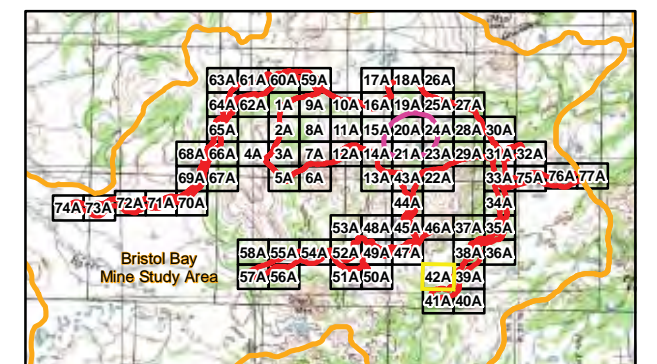 63A 61A 60A 59A 17A 18A 26A
64A 62A 1A 9A 10A 16A 19A 25A 27A
65A 2A 8A 11A 15A 20A 24A 28A 30A
68A 66A 4A 3A 7A 12A 14A 21A 23A 29A 31A 32A
69A 67A 5A 6A 13A 43A 22A 33A 75A 76A 77A
74A 73A 72A 71A 70A 44A 34A
53A 48A 45A 46A 37A 35A
58A 55A 54A 52A 49A 47A 38A 36A
Bristol Bay
Mine Study Area
57A 56A 51A 50A 42A 39A
41A 40A